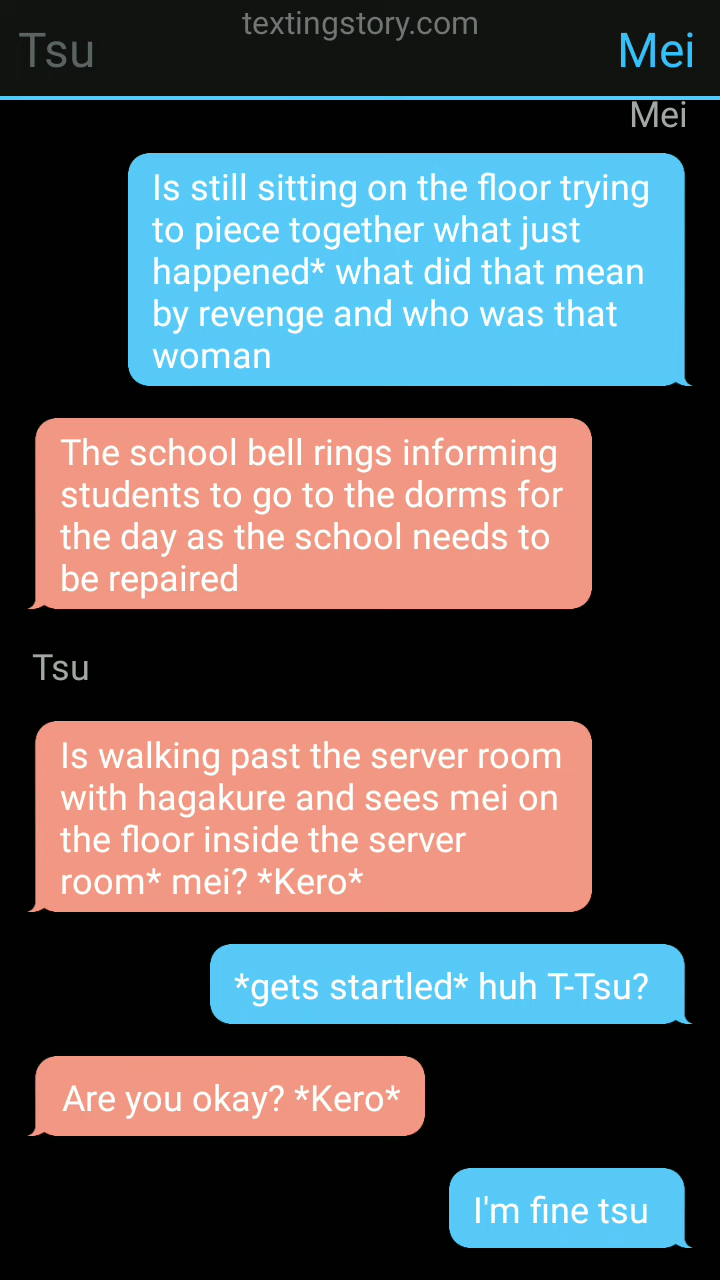 textingstory.com
Tsu
Mei
Mei
Is still sitting on the floor trying
to piece together what just
happened* what did that mean
by revenge and who was that
woman
The school bell rings informing
students to go to the dorms for
the day as the school needs to
be repaired
Tsu
Is walking past the server room
with hagakure and sees mei on
the floor inside the server
room* mei? *Kero*
*gets startled* huh T-Tsu?
Are you okay? *Kero*
I'm fine tsu